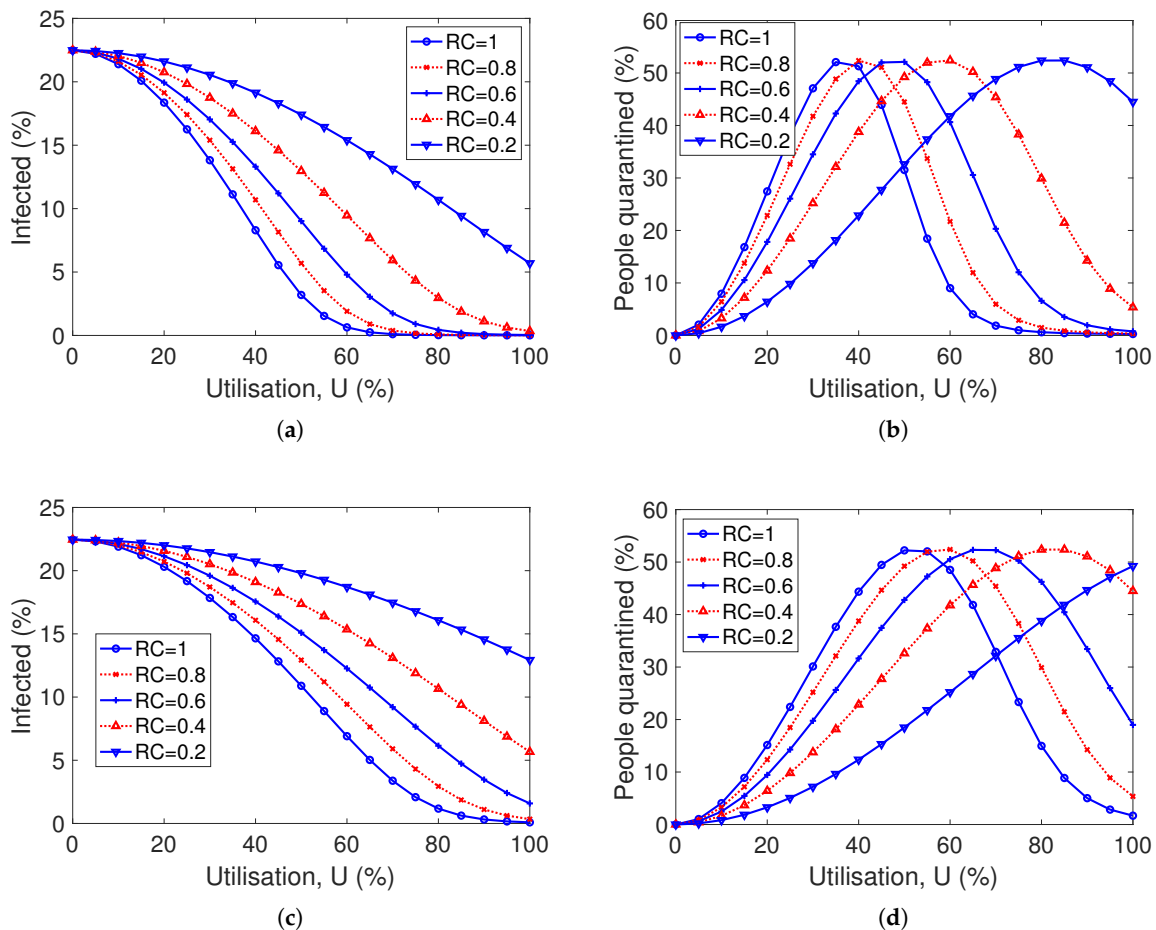 25
20
15
10
5
0
Infected (%)
RC=1
RC=0.8
RC=0.6
RC=0.4
RC=0.2
0 20 40 60 80 100
Utilisation, U (%)
(a)
60
50
40
30
20
10
0
People quarantined (%)
RC=1
RC=0.8
RC=0.6
RC=0.4
RC=0.2
0 20 40 60 80 100
Utilisation, U (%)
(b)
25
20
15
10
5
0
Infected (%)
RC=1
RC=0.8
RC=0.6
RC=0.4
RC=0.2
0 20 40 60 80 100
Utilisation, U (%)
(c)
60
50
40
30
20
10
0
People quarantined (%)
RC=1
RC=0.8
RC=0.6
RC=0.4
RC=0.2
0 20 40 60 80 100
Utilisation, U (%)
(d)